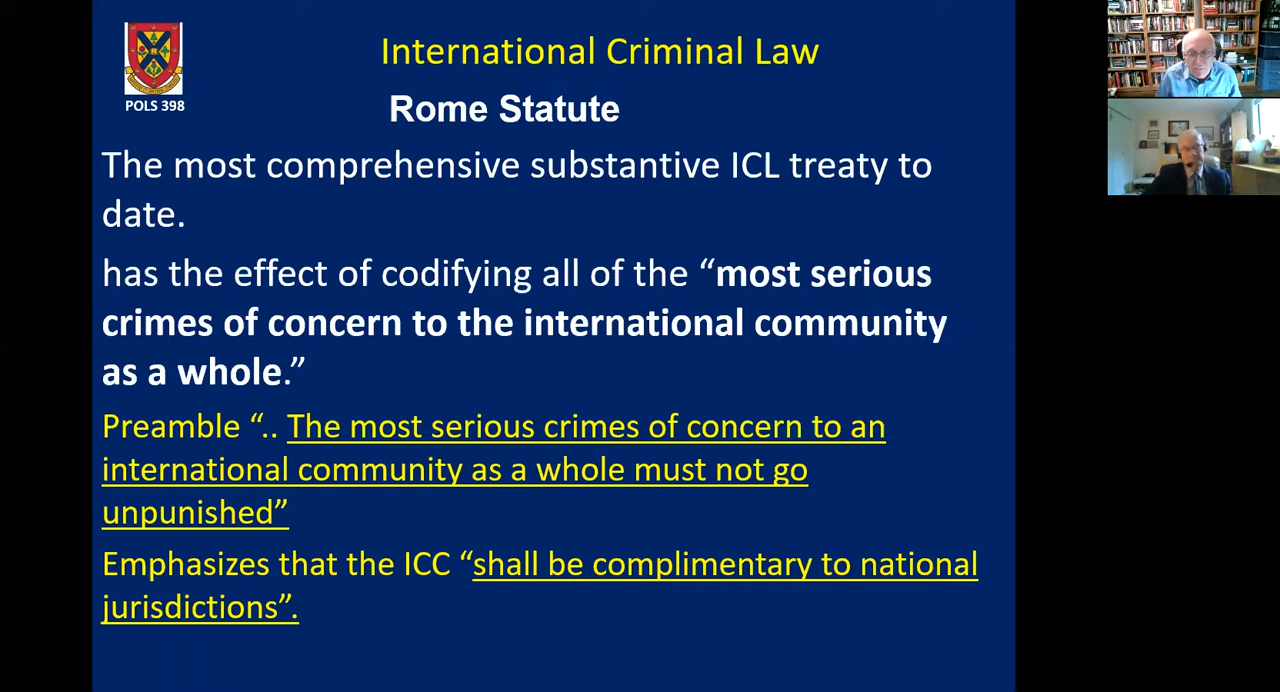 International Criminal Law
POLS 398
Rome Statute
The most comprehensive substantive ICL treaty to
date.
has the effect of codifying all of the “most serious
crimes of concern to the international community
as a whole.”
Preamble “.. The most serious crimes of concern to an
international community as a whole must not go
unpunished”
Emphasizes that the ICC “shall be complimentary to national
jurisdictions”.